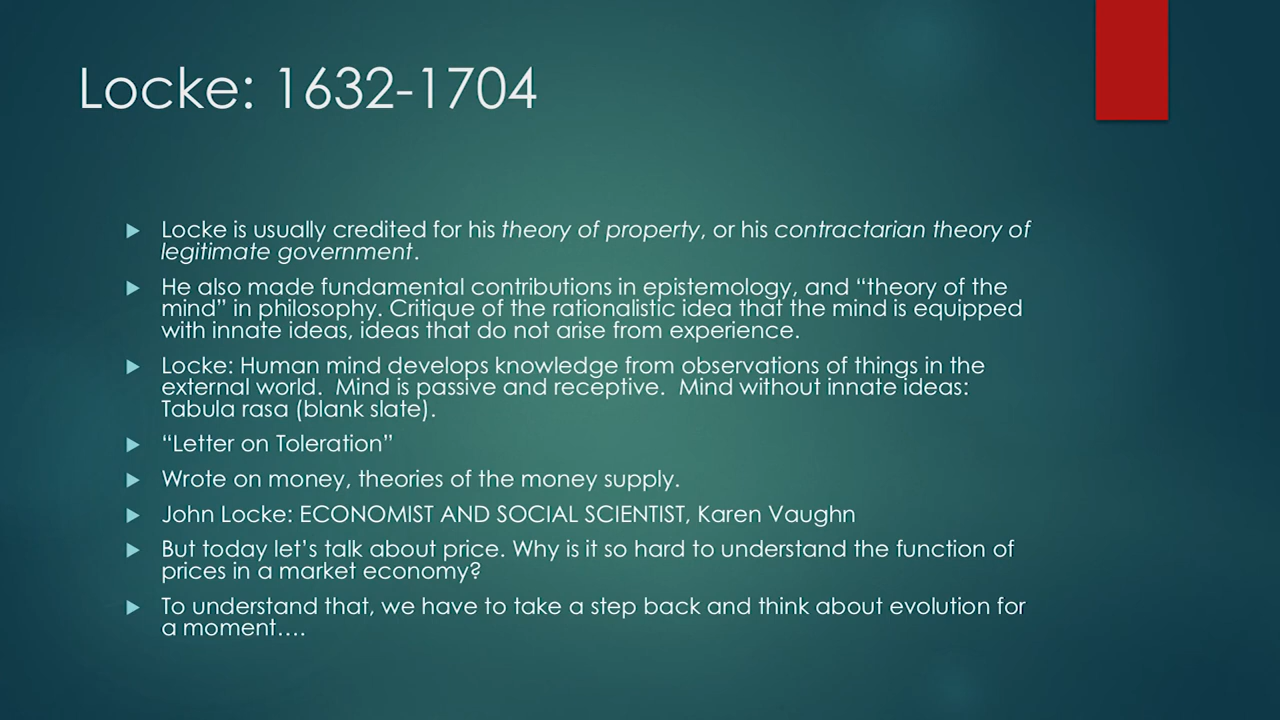 Locke: 1632-1704
Locke is usually credited for his theory of property, or his contractarian theory of
legitimate government.
He also made fundamental contributions in epistemology, and “theory of the
mind” in philosophy. Critique of the rationalistic idea that the mind is equipped
with innate ideas, ideas that do not arise from experience.
Locke: Human mind develops knowledge from observations of things in the
external world.  Mind is passive and receptive.  Mind without innate ideas:
Tabula rasa (blank slate).
“Letter on Toleration”
Wrote on money, theories of the money supply.
John Locke: ECONOMIST AND SOCIAL SCIENTIST, Karen Vaughn
But today let’s talk about price. Why is it so hard to understand the function of
prices in a market economy?
To understand that, we have to take a step back and think about evolution for
a moment….